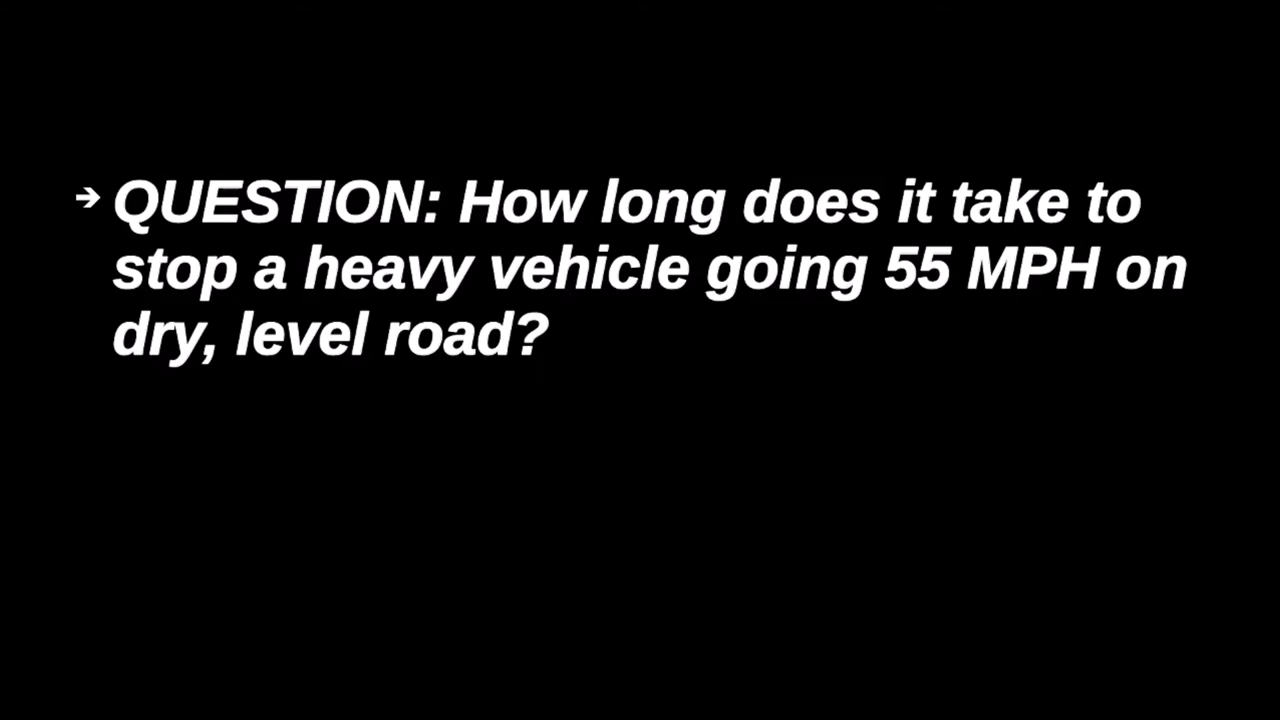 ➔ QUESTION: How long does it take to
stop a heavy vehicle going 55 MPH on
dry, level road?